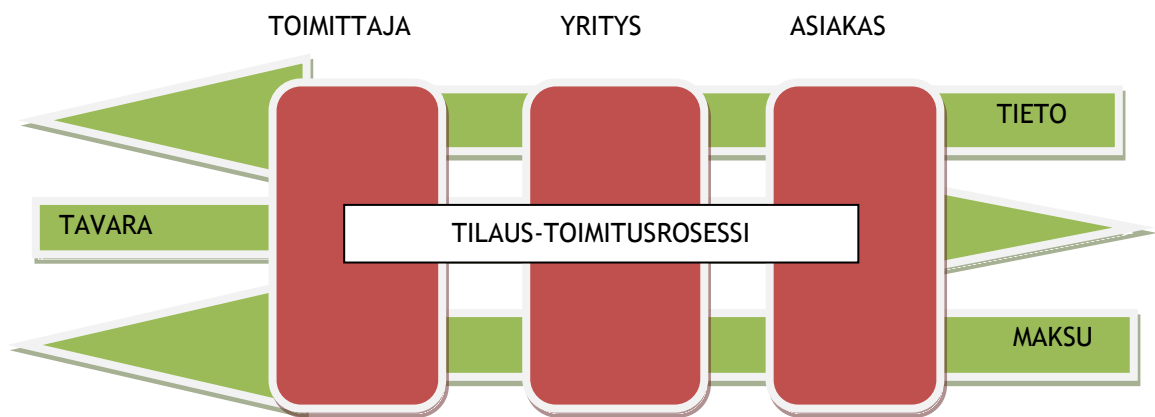 TOIMITTAJA YRITYS ASIAKAS
TIETO
TAVARA
TILAUS-TOIMITUSROSESSI
MAKSU